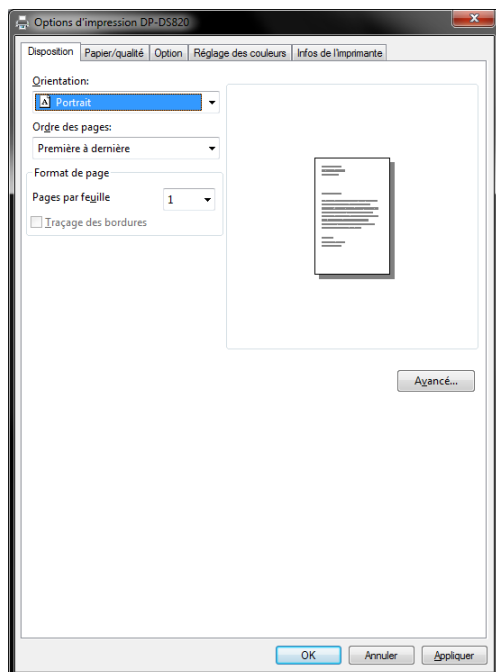 Options d'impression DP-DS820
Disposition Papier/qualité Option Réglage des couleurs Infos de l'imprimante
Orientation:
A Portrait
Ordre des pages:
Première à dernière
Format de page
Pages par feuille 1
Traçage des bordures
Avancé...
OK Annuler Appliquer